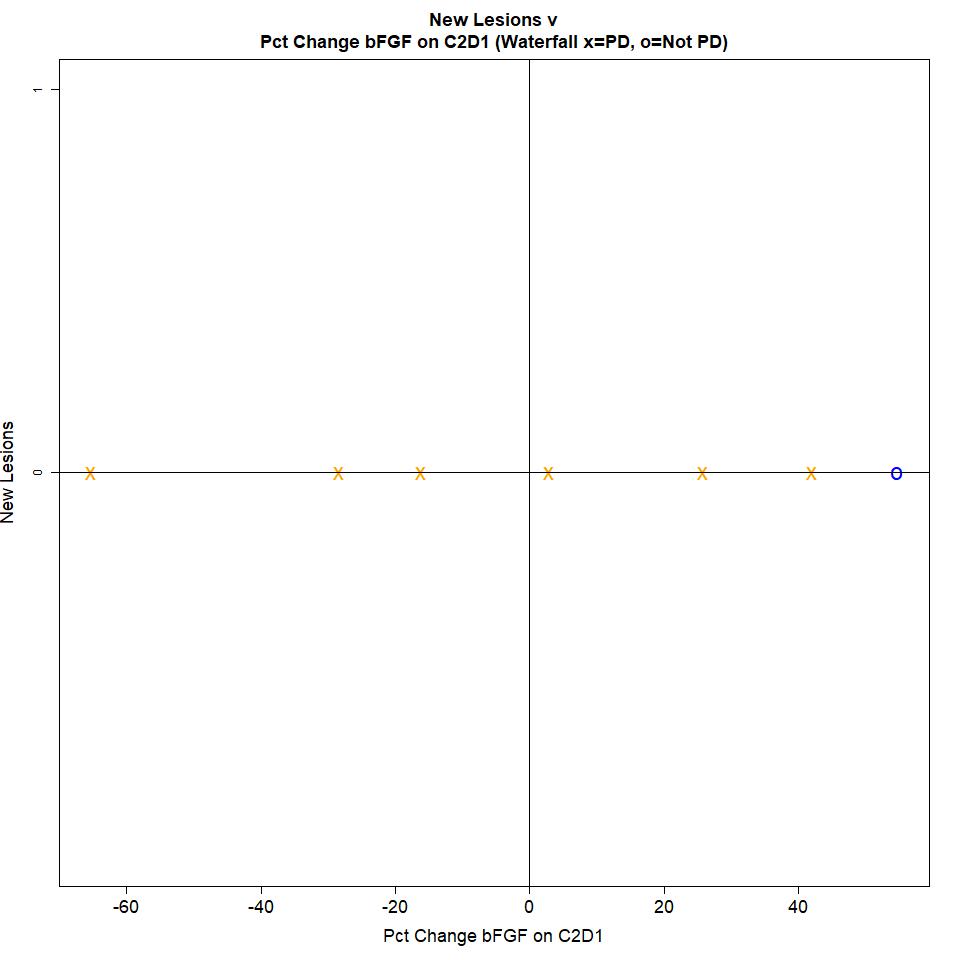 New Lesions v
Pct Change bFGF on C2D1 (Waterfall x=PD, o=Not PD)
1
0
New Lesions
x x x x x x o
-60 -40 -20 0 20 40
Pct Change bFGF on C2D1